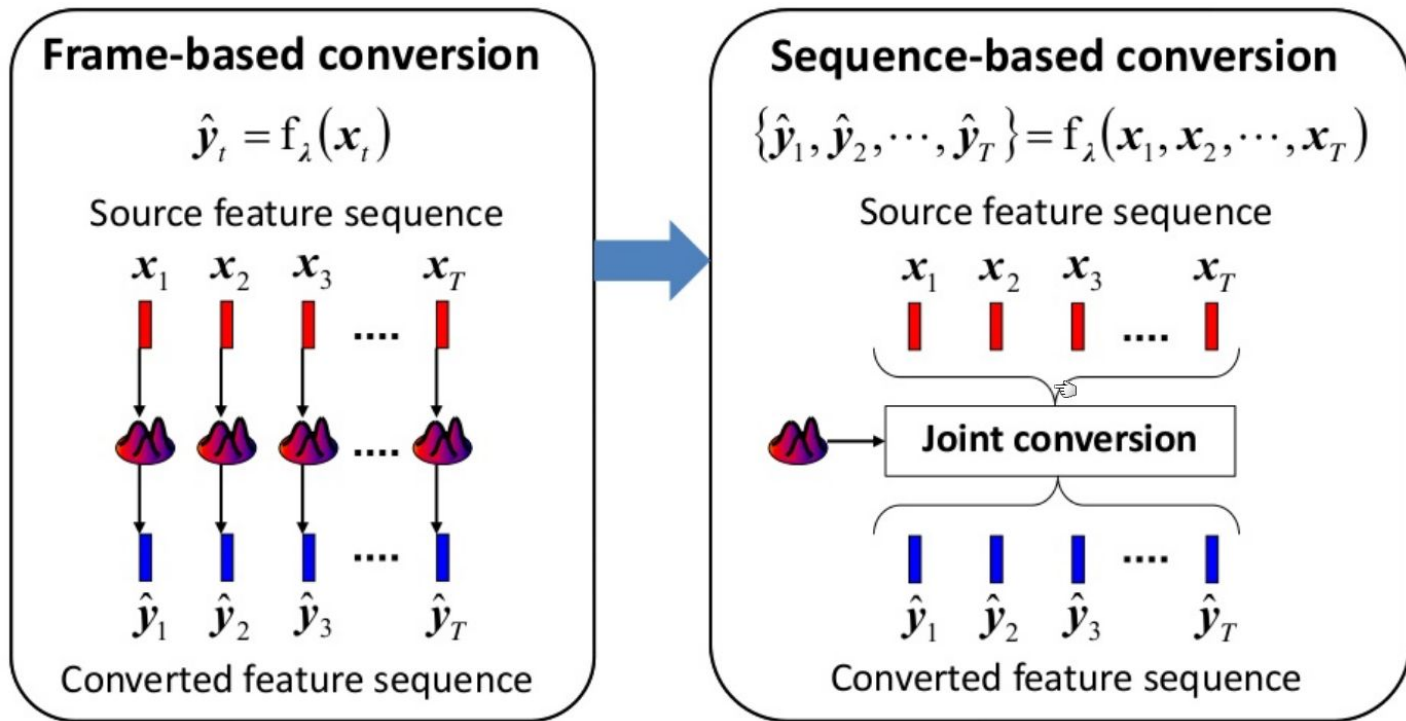 Frame-based conversion
ŷ_t = f_λ(x_t)
Source feature sequence
x_1 x_2 x_3 x_T
....
....
....
ŷ_1 ŷ_2 ŷ_3 ŷ_T
Converted feature sequence
Sequence-based conversion
{ŷ_1, ŷ_2, ⋯, ŷ_T} = f_λ(x_1, x_2, ⋯, x_T)
Source feature sequence
x_1 x_2 x_3 x_T
....
Joint conversion
....
ŷ_1 ŷ_2 ŷ_3 ŷ_T
Converted feature sequence